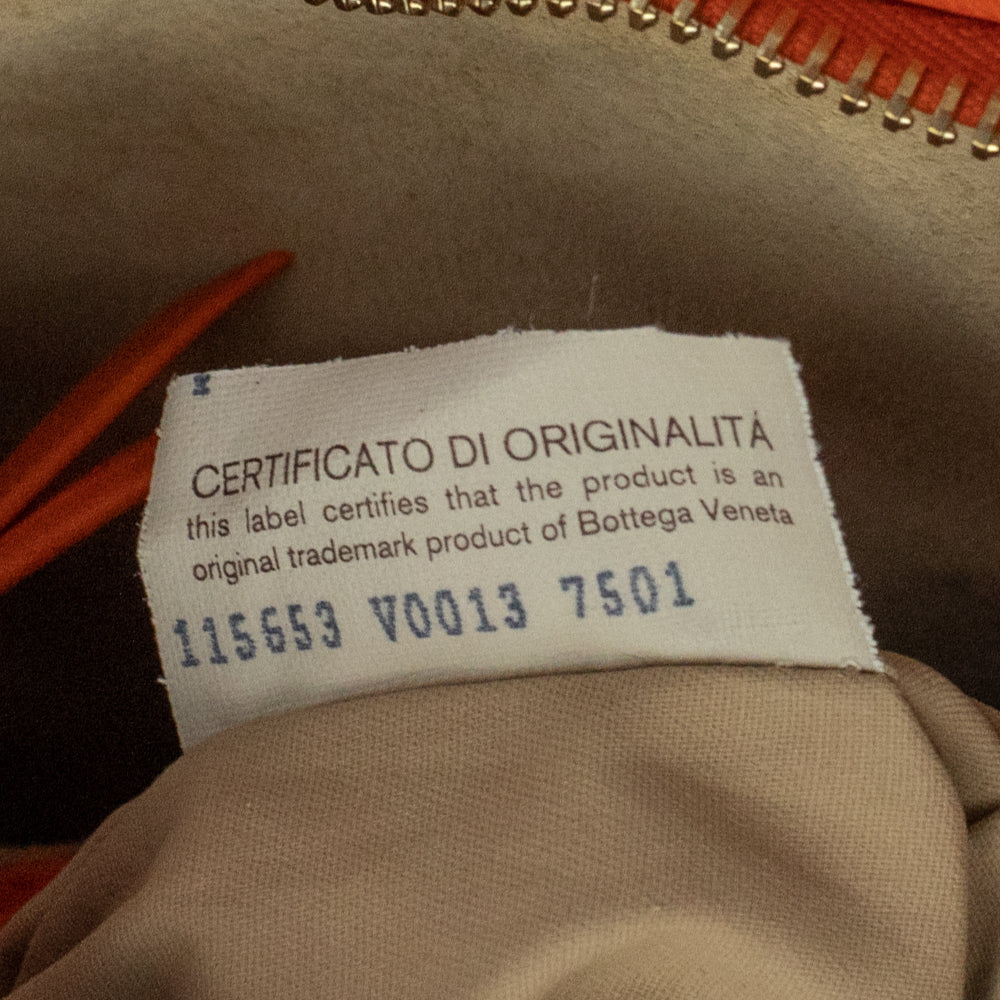 CERTIFICATO DI ORIGINALITÁ
this label certifies that the product is an
original trademark product of Bottega Veneta
115653 V0013 7501